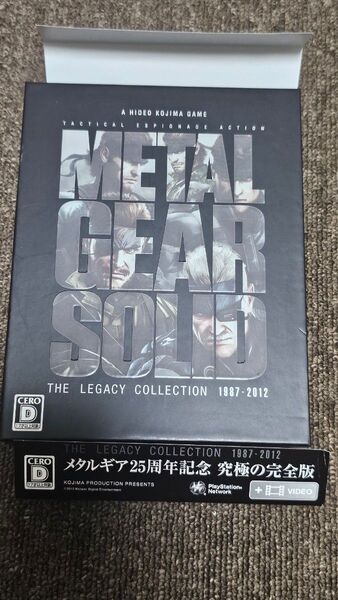 A HIDEO KOJIMA GAME
TACTICAL ESPIONAGE ACTION
METAL
GEAR
SOLID
THE LEGACY COLLECTION 1987-2012
CERO
D
THE LEGACY COLLECTION 1987-2012
CERO
D
メタルギア25周年記念 究極の完全版
KOJIMA PRODUCTION PRESENTS
PlayStation
Network
+ VIDEO